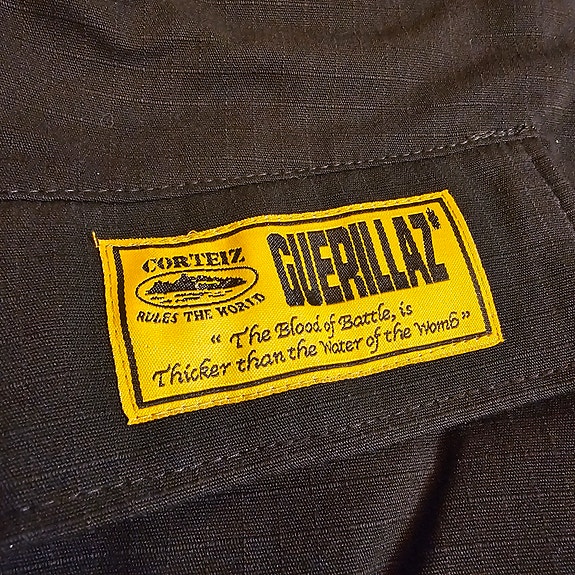 CORTEIZ
RULES THE WORLD
GUERILLAZ
“ The Blood of Battle, is
Thicker than the Water of the Womb”